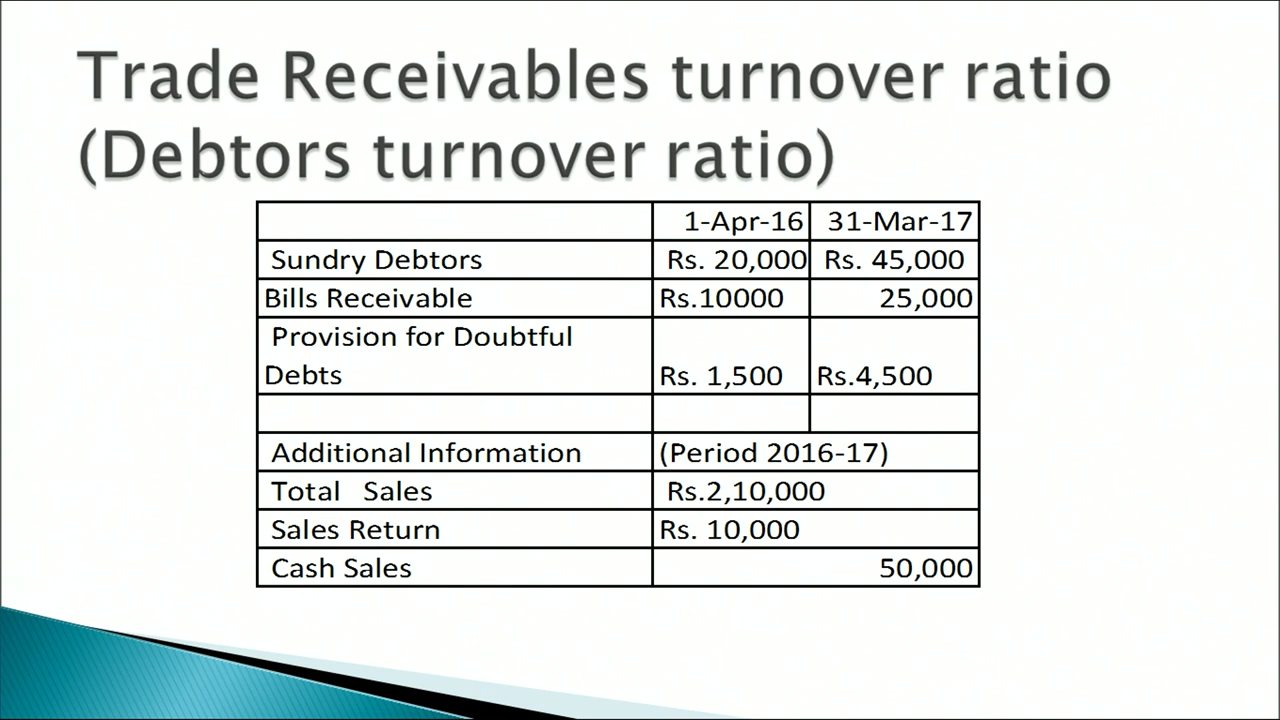 Trade Receivables turnover ratio
(Debtors turnover ratio)
1-Apr-16 31-Mar-17
Sundry Debtors Rs. 20,000 Rs. 45,000
Bills Receivable Rs.10000 25,000
Provision for Doubtful
Debts Rs. 1,500 Rs.4,500
Additional Information (Period 2016-17)
Total Sales Rs.2,10,000
Sales Return Rs. 10,000
Cash Sales 50,000